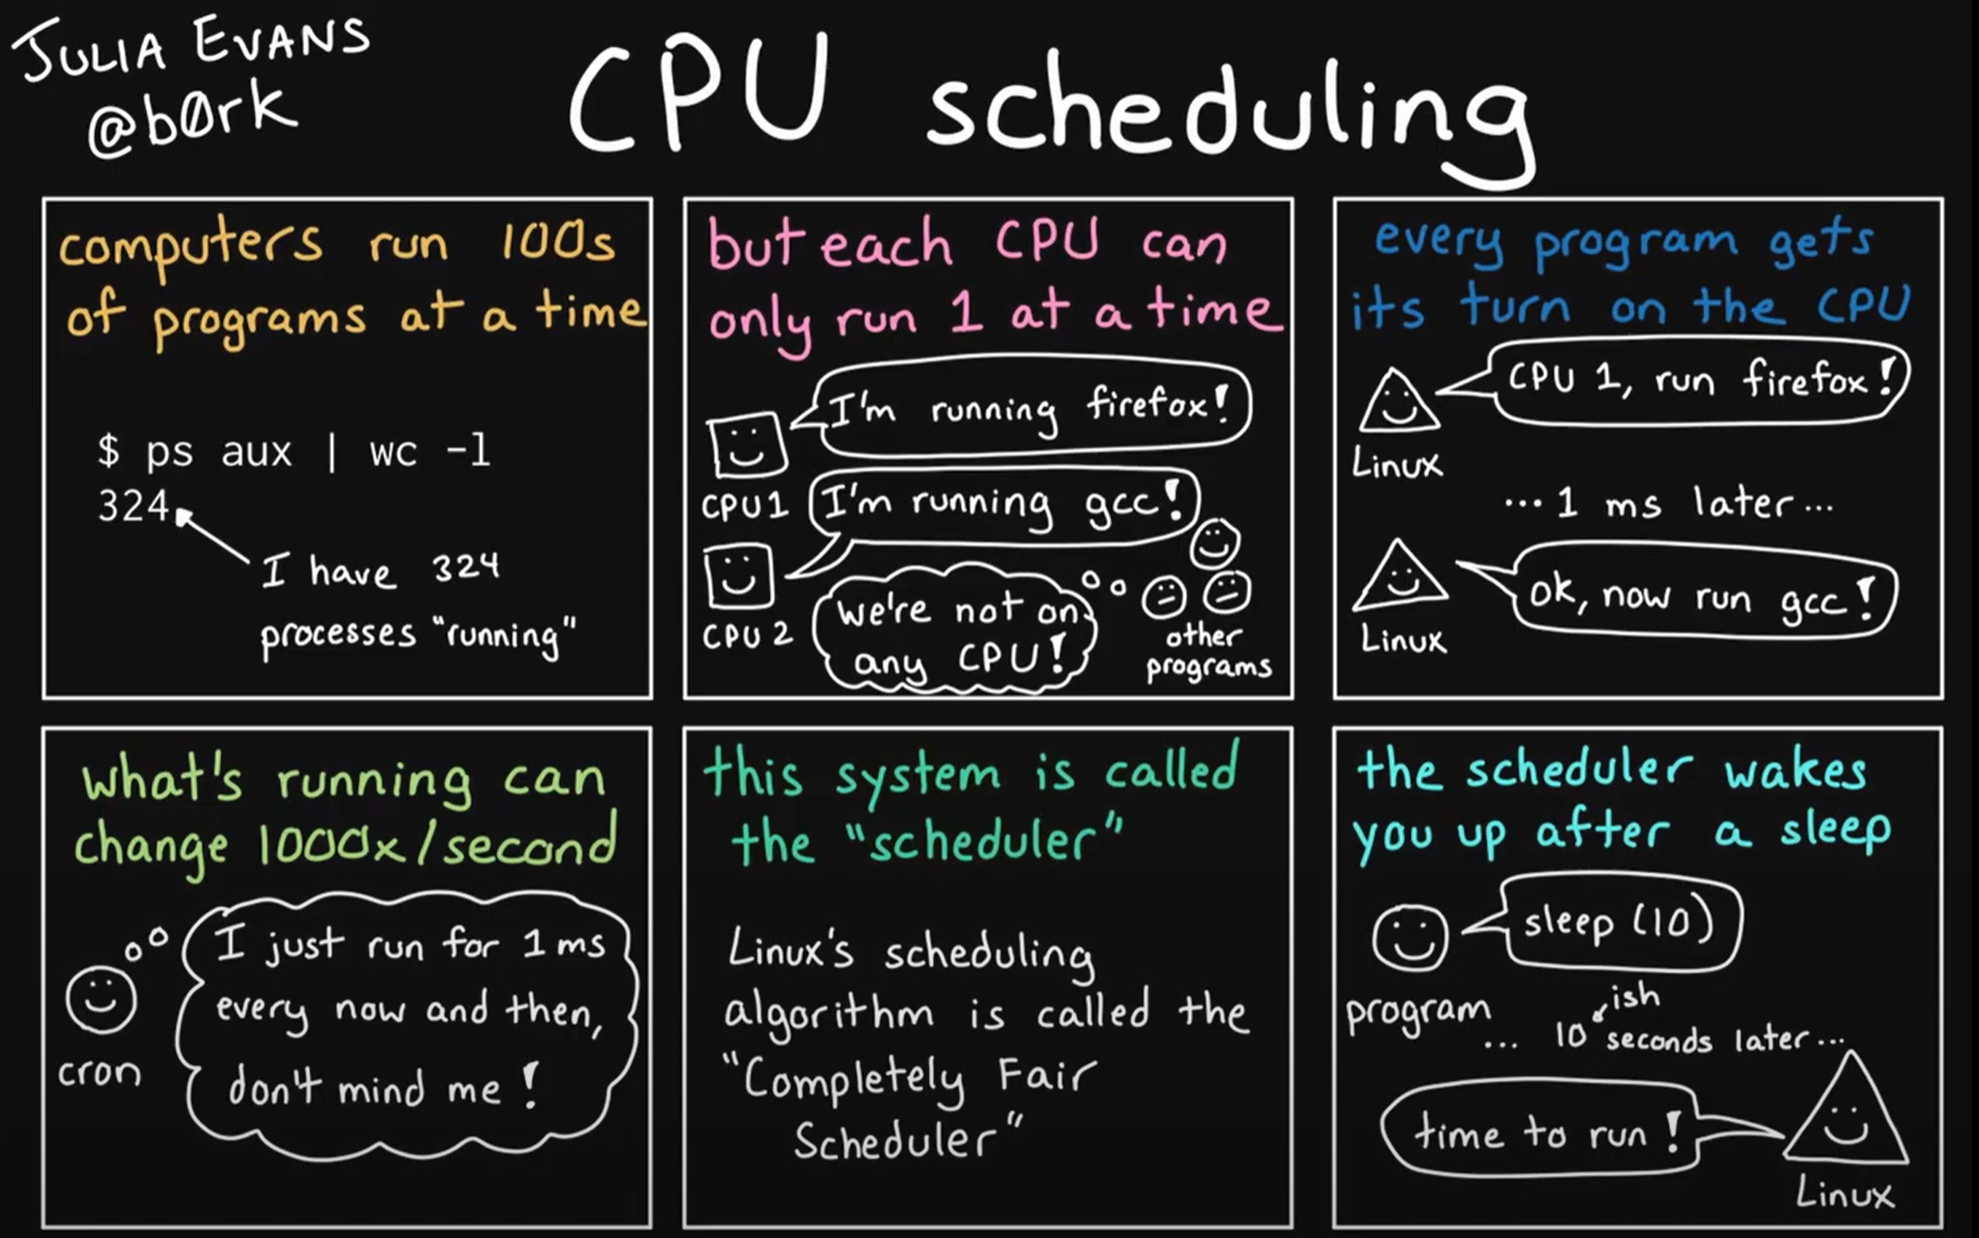 JULIA EVANS
@b0rk
CPU scheduling
computers run 100s
of programs at a time
$ ps aux | wc -l
324
I have 324
processes "running"
but each CPU can
only run 1 at a time
I'm running firefox!
CPU 1
I'm running gcc!
CPU 2
we're not on
any CPU!
other
programs
every program gets
its turn on the CPU
CPU 1, run firefox!
Linux
... 1 ms later ...
ok, now run gcc!
Linux
what's running can
change 1000x/second
I just run for 1 ms
every now and then,
don't mind me!
cron
this system is called
the "scheduler"
Linux's scheduling
algorithm is called the
"Completely Fair
Scheduler"
the scheduler wakes
you up after a sleep
sleep (10)
program
ish
... 10 seconds later ...
time to run!
Linux